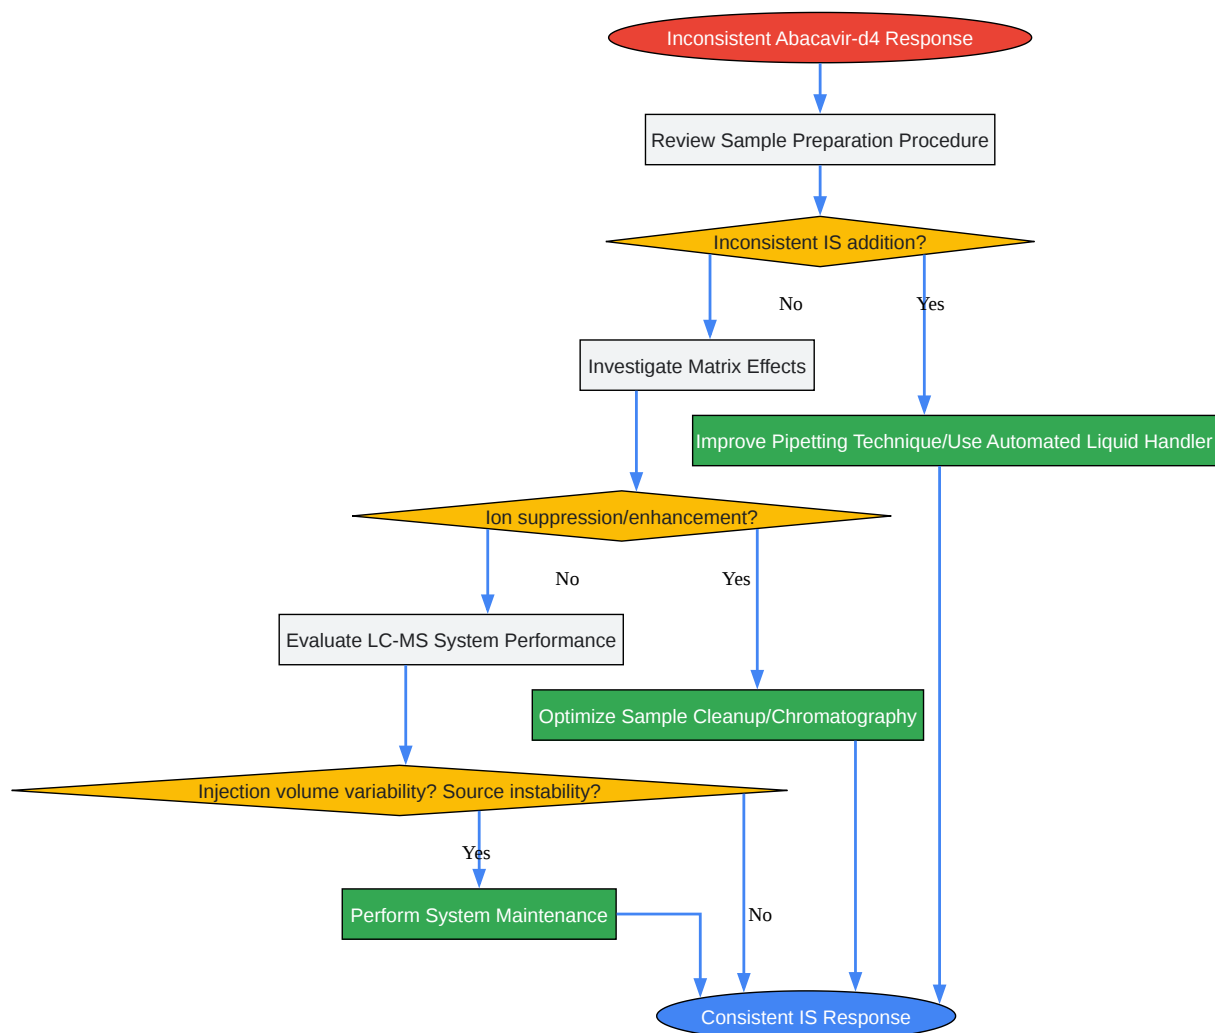 Inconsistent Abacavir-d4 Response
Review Sample Preparation Procedure
Inconsistent IS addition?
No
Yes
Investigate Matrix Effects
Improve Pipetting Technique/Use Automated Liquid Handler
Ion suppression/enhancement?
No
Yes
Evaluate LC-MS System Performance
Optimize Sample Cleanup/Chromatography
Injection volume variability? Source instability?
Yes
Perform System Maintenance
No
Consistent IS Response